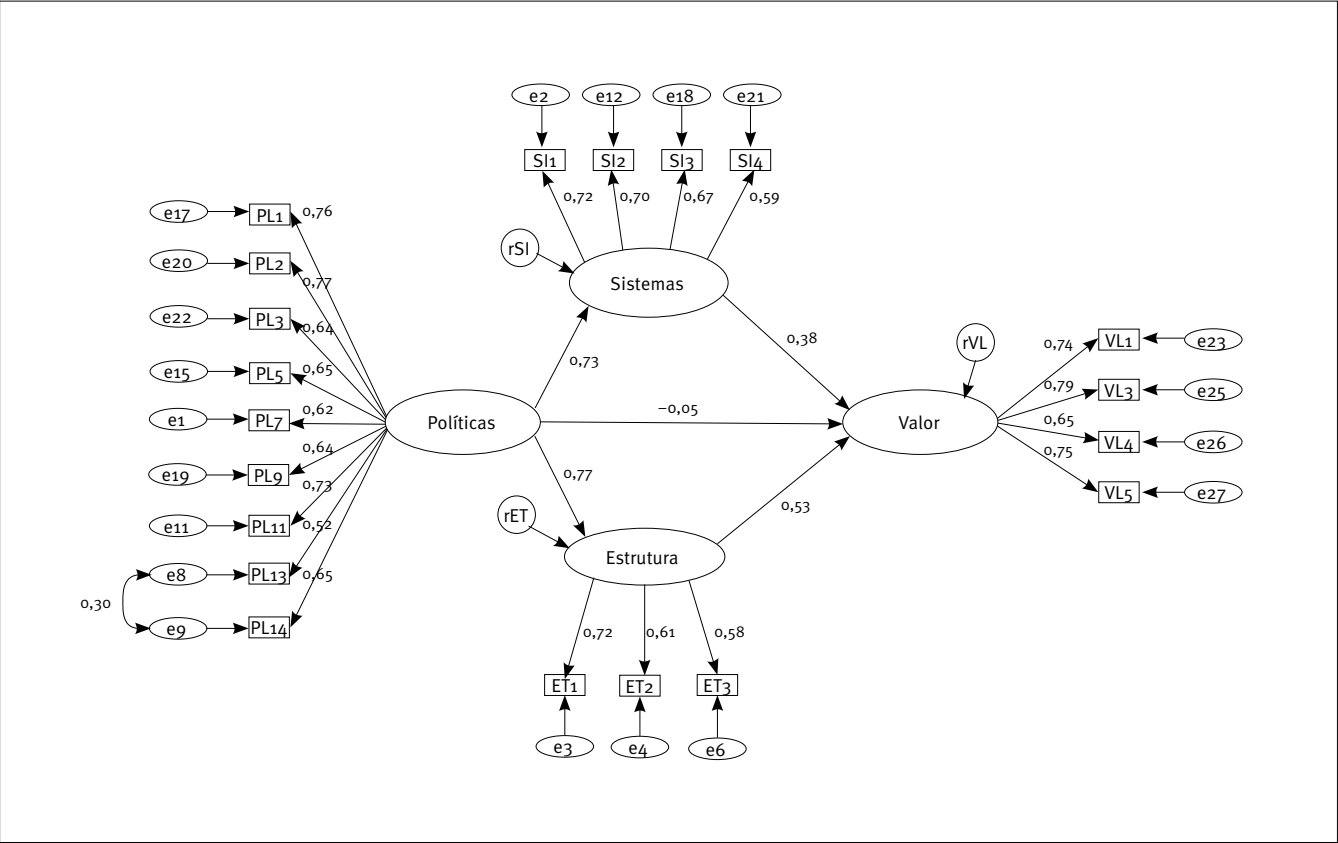 e2 e12 e18 e21
SI1 SI2 SI3 SI4
0,72 0,70 0,67 0,59
e17 PL1 0,76
rSI
e20 PL2 0,77
Sistemas
e22 PL3 0,64
0,38
rVL
0,74 VL1 e23
0,73
e15 PL5 0,65
0,79 VL3 e25
e1 PL7 0,62
Políticas
−0,05
Valor
0,65 VL4 e26
0,75
e19 PL9 0,64
0,77
VL5 e27
0,73
e11 PL11 0,52
rET
0,53
Estrutura
e8 PL13 0,65
0,30
e9 PL14
0,72 0,61 0,58
ET1 ET2 ET3
e3 e4 e6